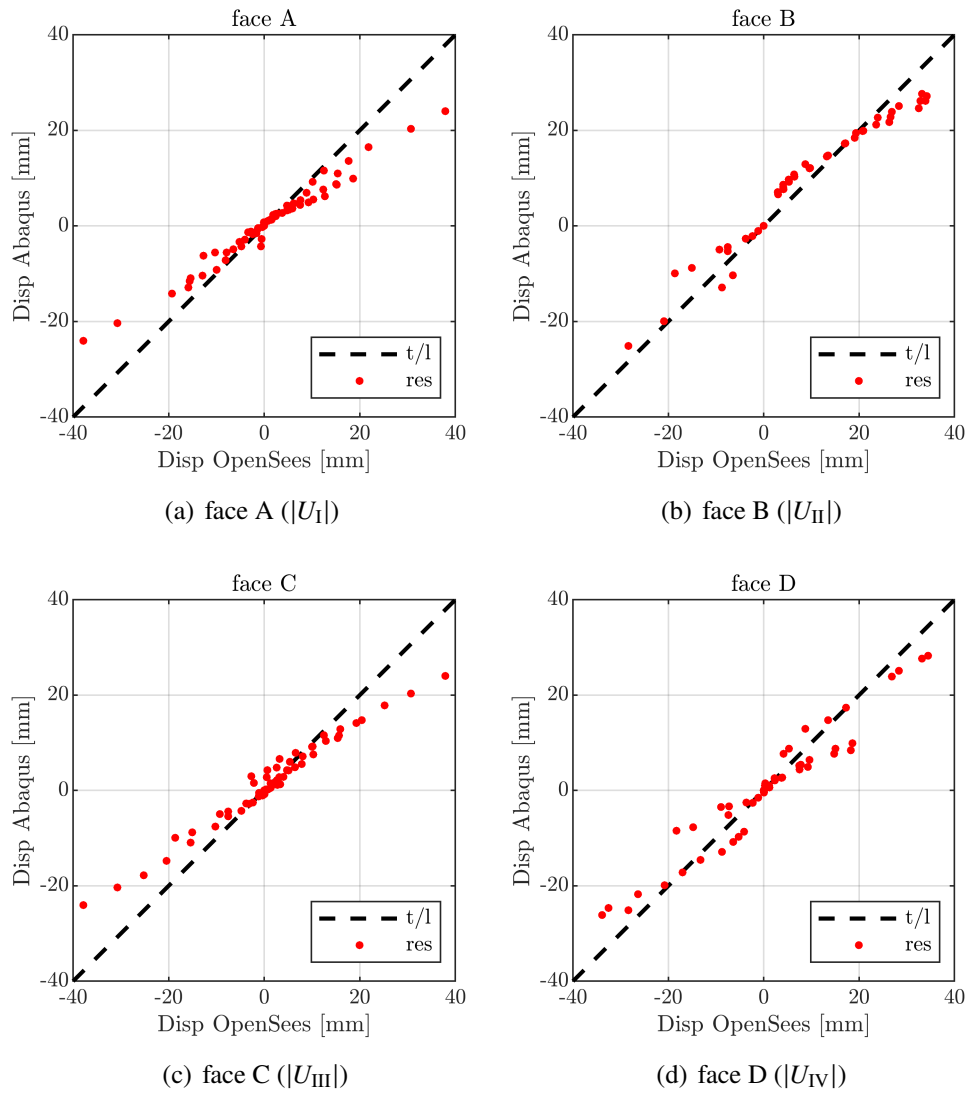 face A
face B
40
20
0
-20
-40
Disp Abaqus [mm]
t/l
res
-40 -20 0 20 40
Disp OpenSees [mm]
40
20
0
-20
-40
Disp Abaqus [mm]
t/l
res
-40 -20 0 20 40
Disp OpenSees [mm]
(a) face A (|U_I|)
(b) face B (|U_II|)
face C
face D
40
20
0
-20
-40
Disp Abaqus [mm]
t/l
res
-40 -20 0 20 40
Disp OpenSees [mm]
40
20
0
-20
-40
Disp Abaqus [mm]
t/l
res
-40 -20 0 20 40
Disp OpenSees [mm]
(c) face C (|U_III|)
(d) face D (|U_IV|)